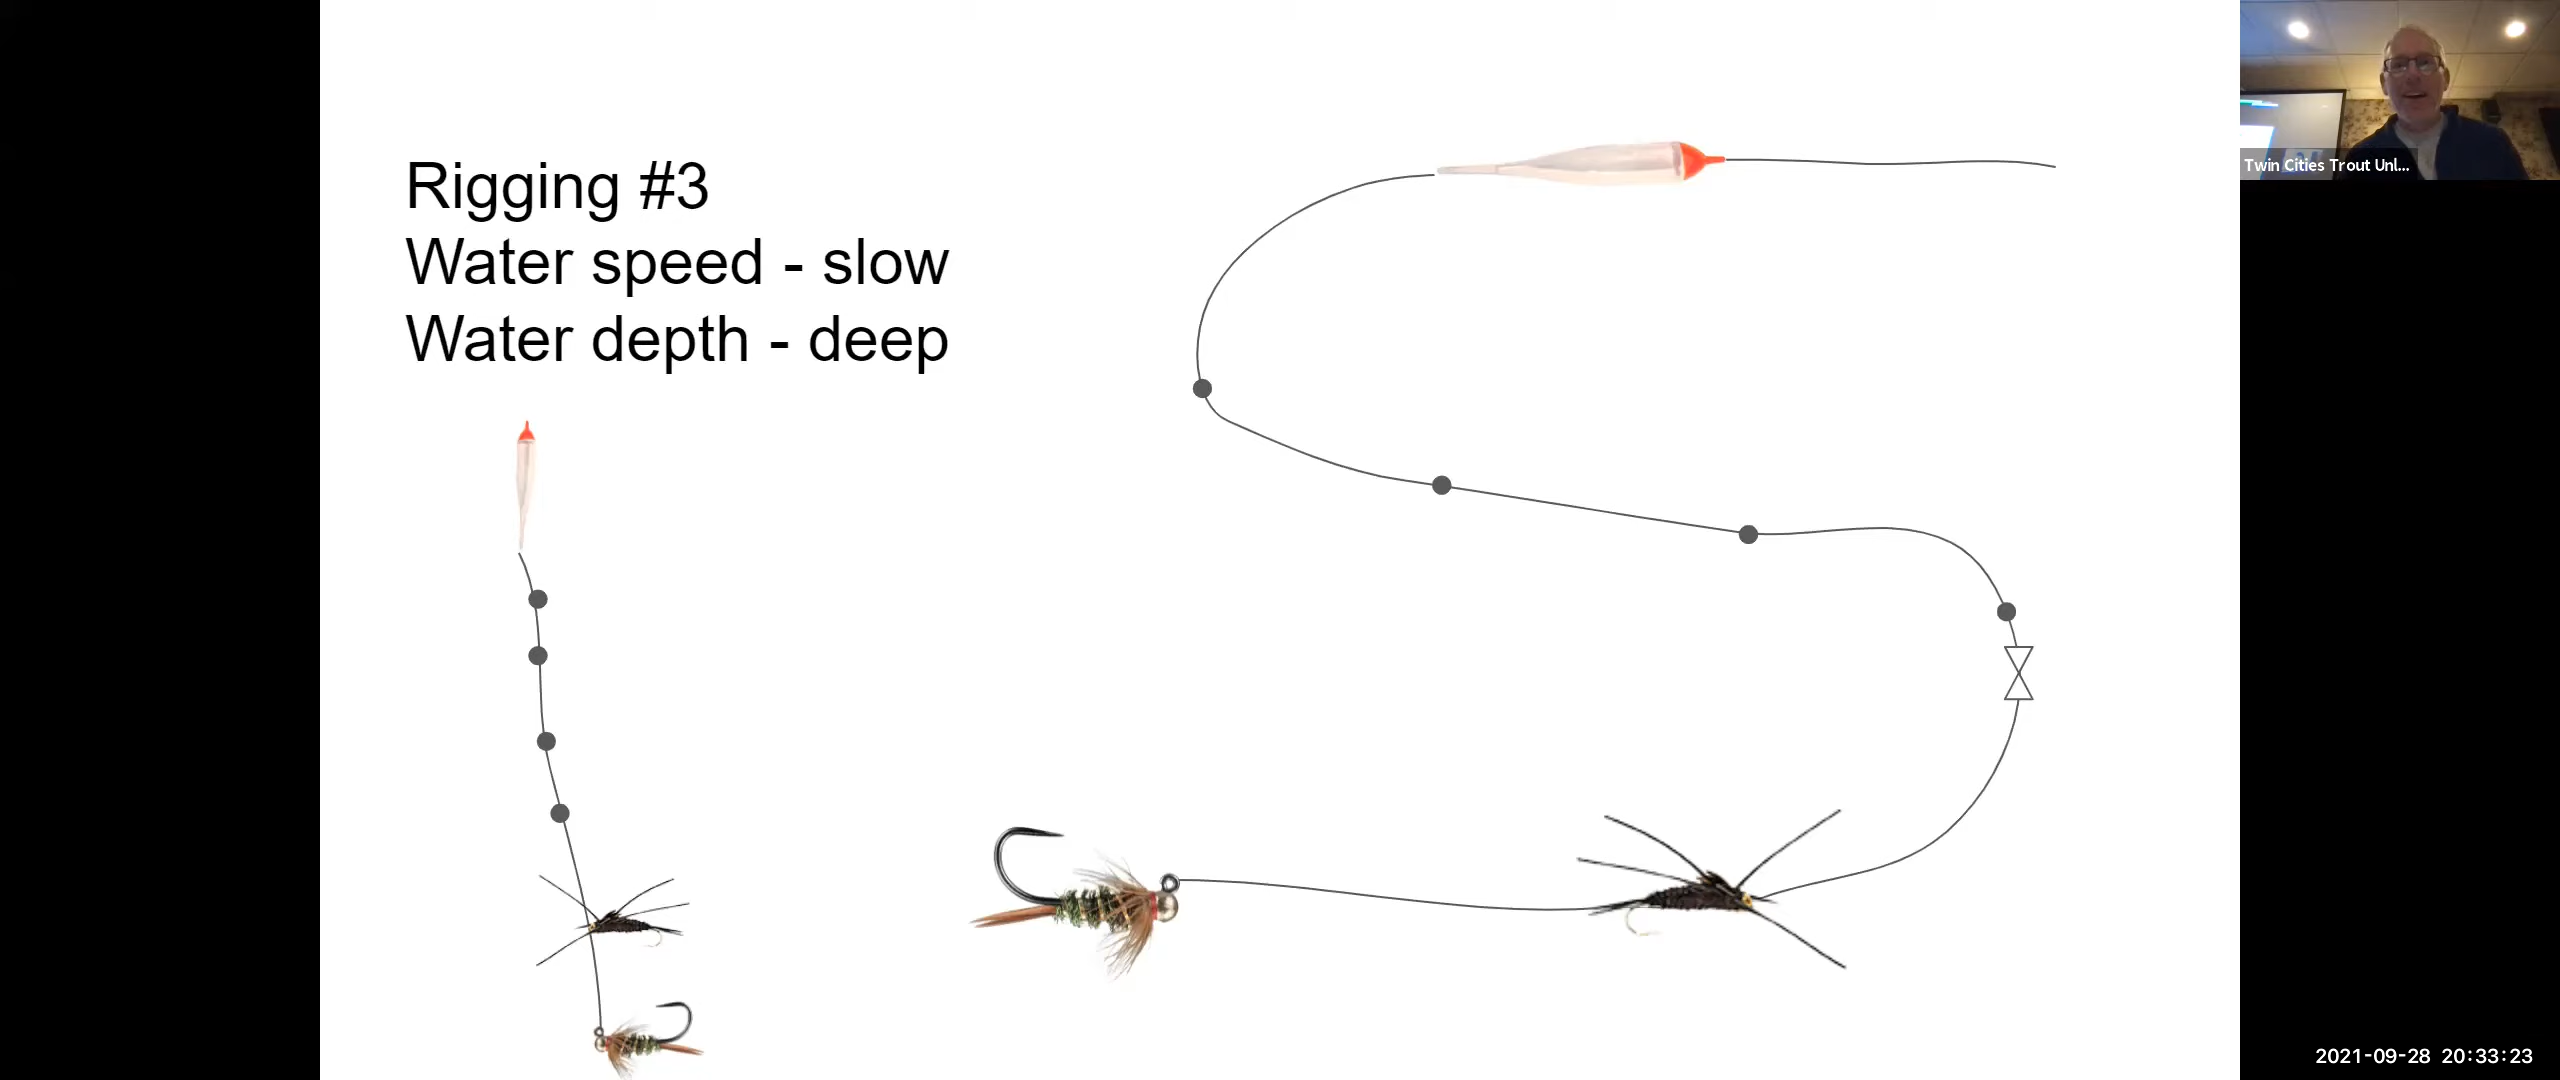 Rigging #3
Water speed - slow
Water depth - deep
Twin Cities Trout Unl...
2021-09-28 20:33:23